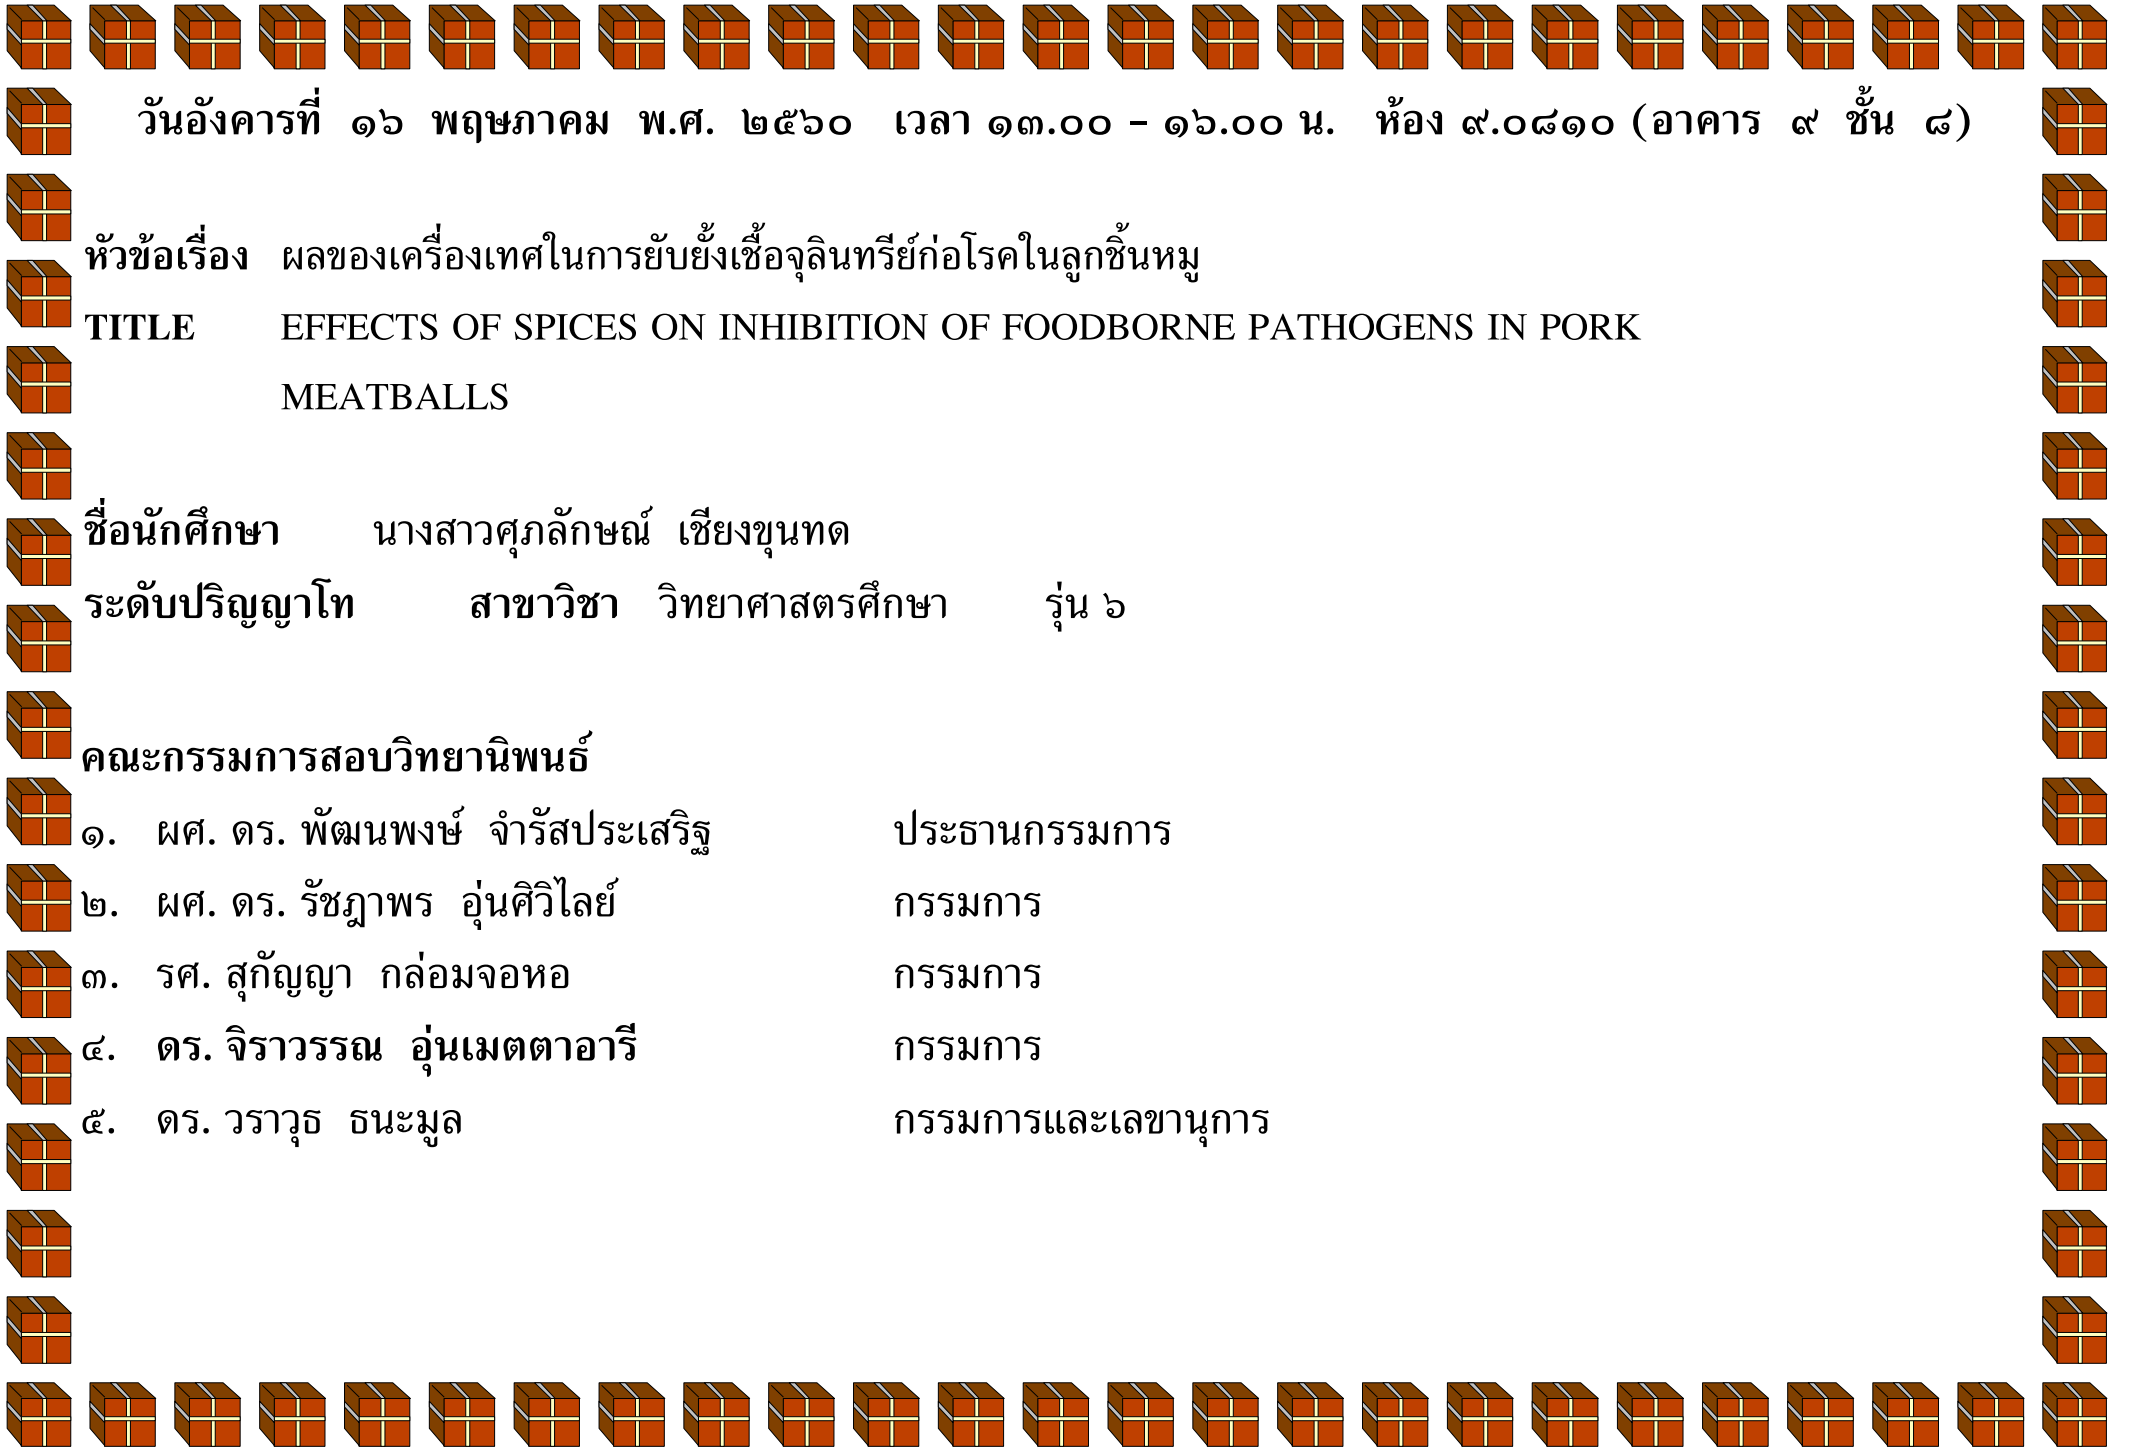 วันอังคารที่ ๑๖ พฤษภาคม พ.ศ. ๒๕๖๐ เวลา ๑๓.๐๐ – ๑๖.๐๐ น. ห้อง ๙.๐๘๑๐ (อาคาร ๙ ชั้น ๘)
หัวข้อเรื่อง ผลของเครื่องเทศในการยับยั้งเชื้อจุลินทรีย์ก่อโรคในลูกชิ้นหมู
TITLE EFFECTS OF SPICES ON INHIBITION OF FOODBORNE PATHOGENS IN PORK
MEATBALLS
ชื่อนักศึกษา นางสาวศุภลักษณ์ เชียงขุนทด
ระดับปริญญาโท สาขาวิชา วิทยาศาสตรศึกษา รุ่น ๖
คณะกรรมการสอบวิทยานิพนธ์
๑. ผศ. ดร. พัฒนพงษ์ จำรัสประเสริฐ ประธานกรรมการ
๒. ผศ. ดร. รัชฎาพร อุ่นศิวิไลย์ กรรมการ
๓. รศ. สุกัญญา กล่อมจอหอ กรรมการ
๔. ดร. จิราวรรณ อุ่นเมตตาอารี กรรมการ
๕. ดร. วราวุธ ธนะมูล กรรมการและเลขานุการ